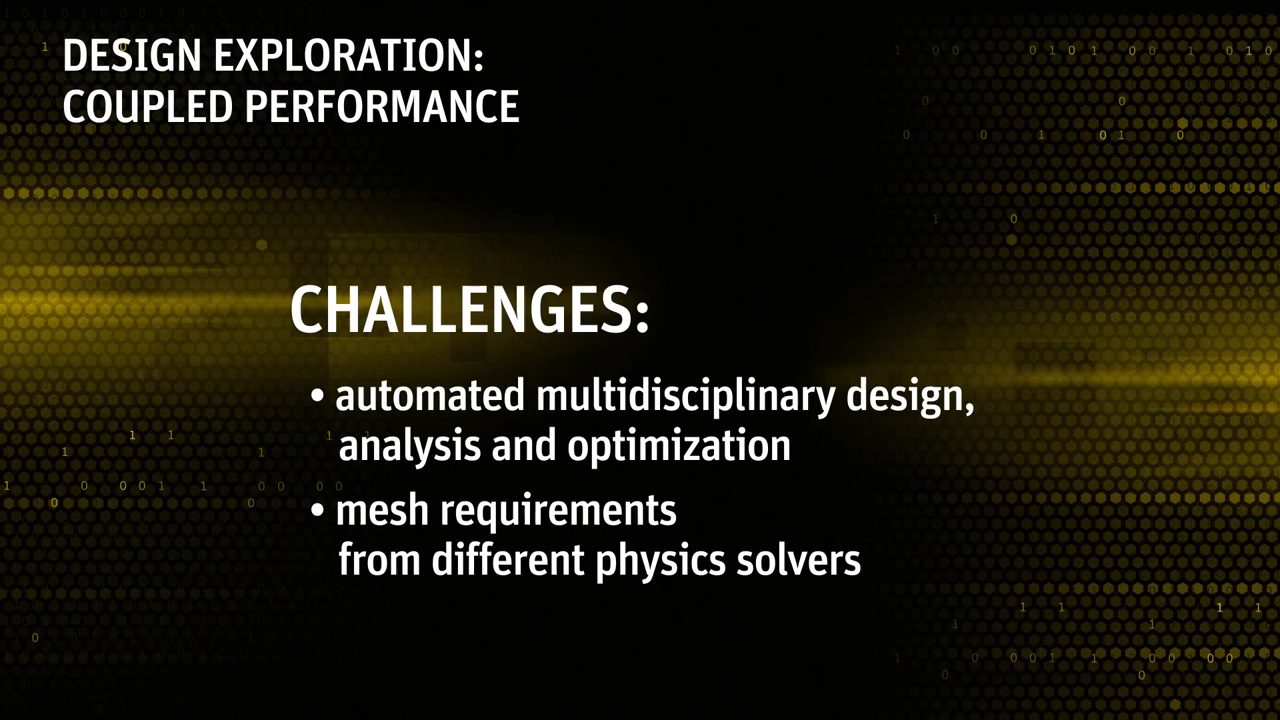 DESIGN EXPLORATION:
COUPLED PERFORMANCE
CHALLENGES:
• automated multidisciplinary design,
analysis and optimization
• mesh requirements
from different physics solvers